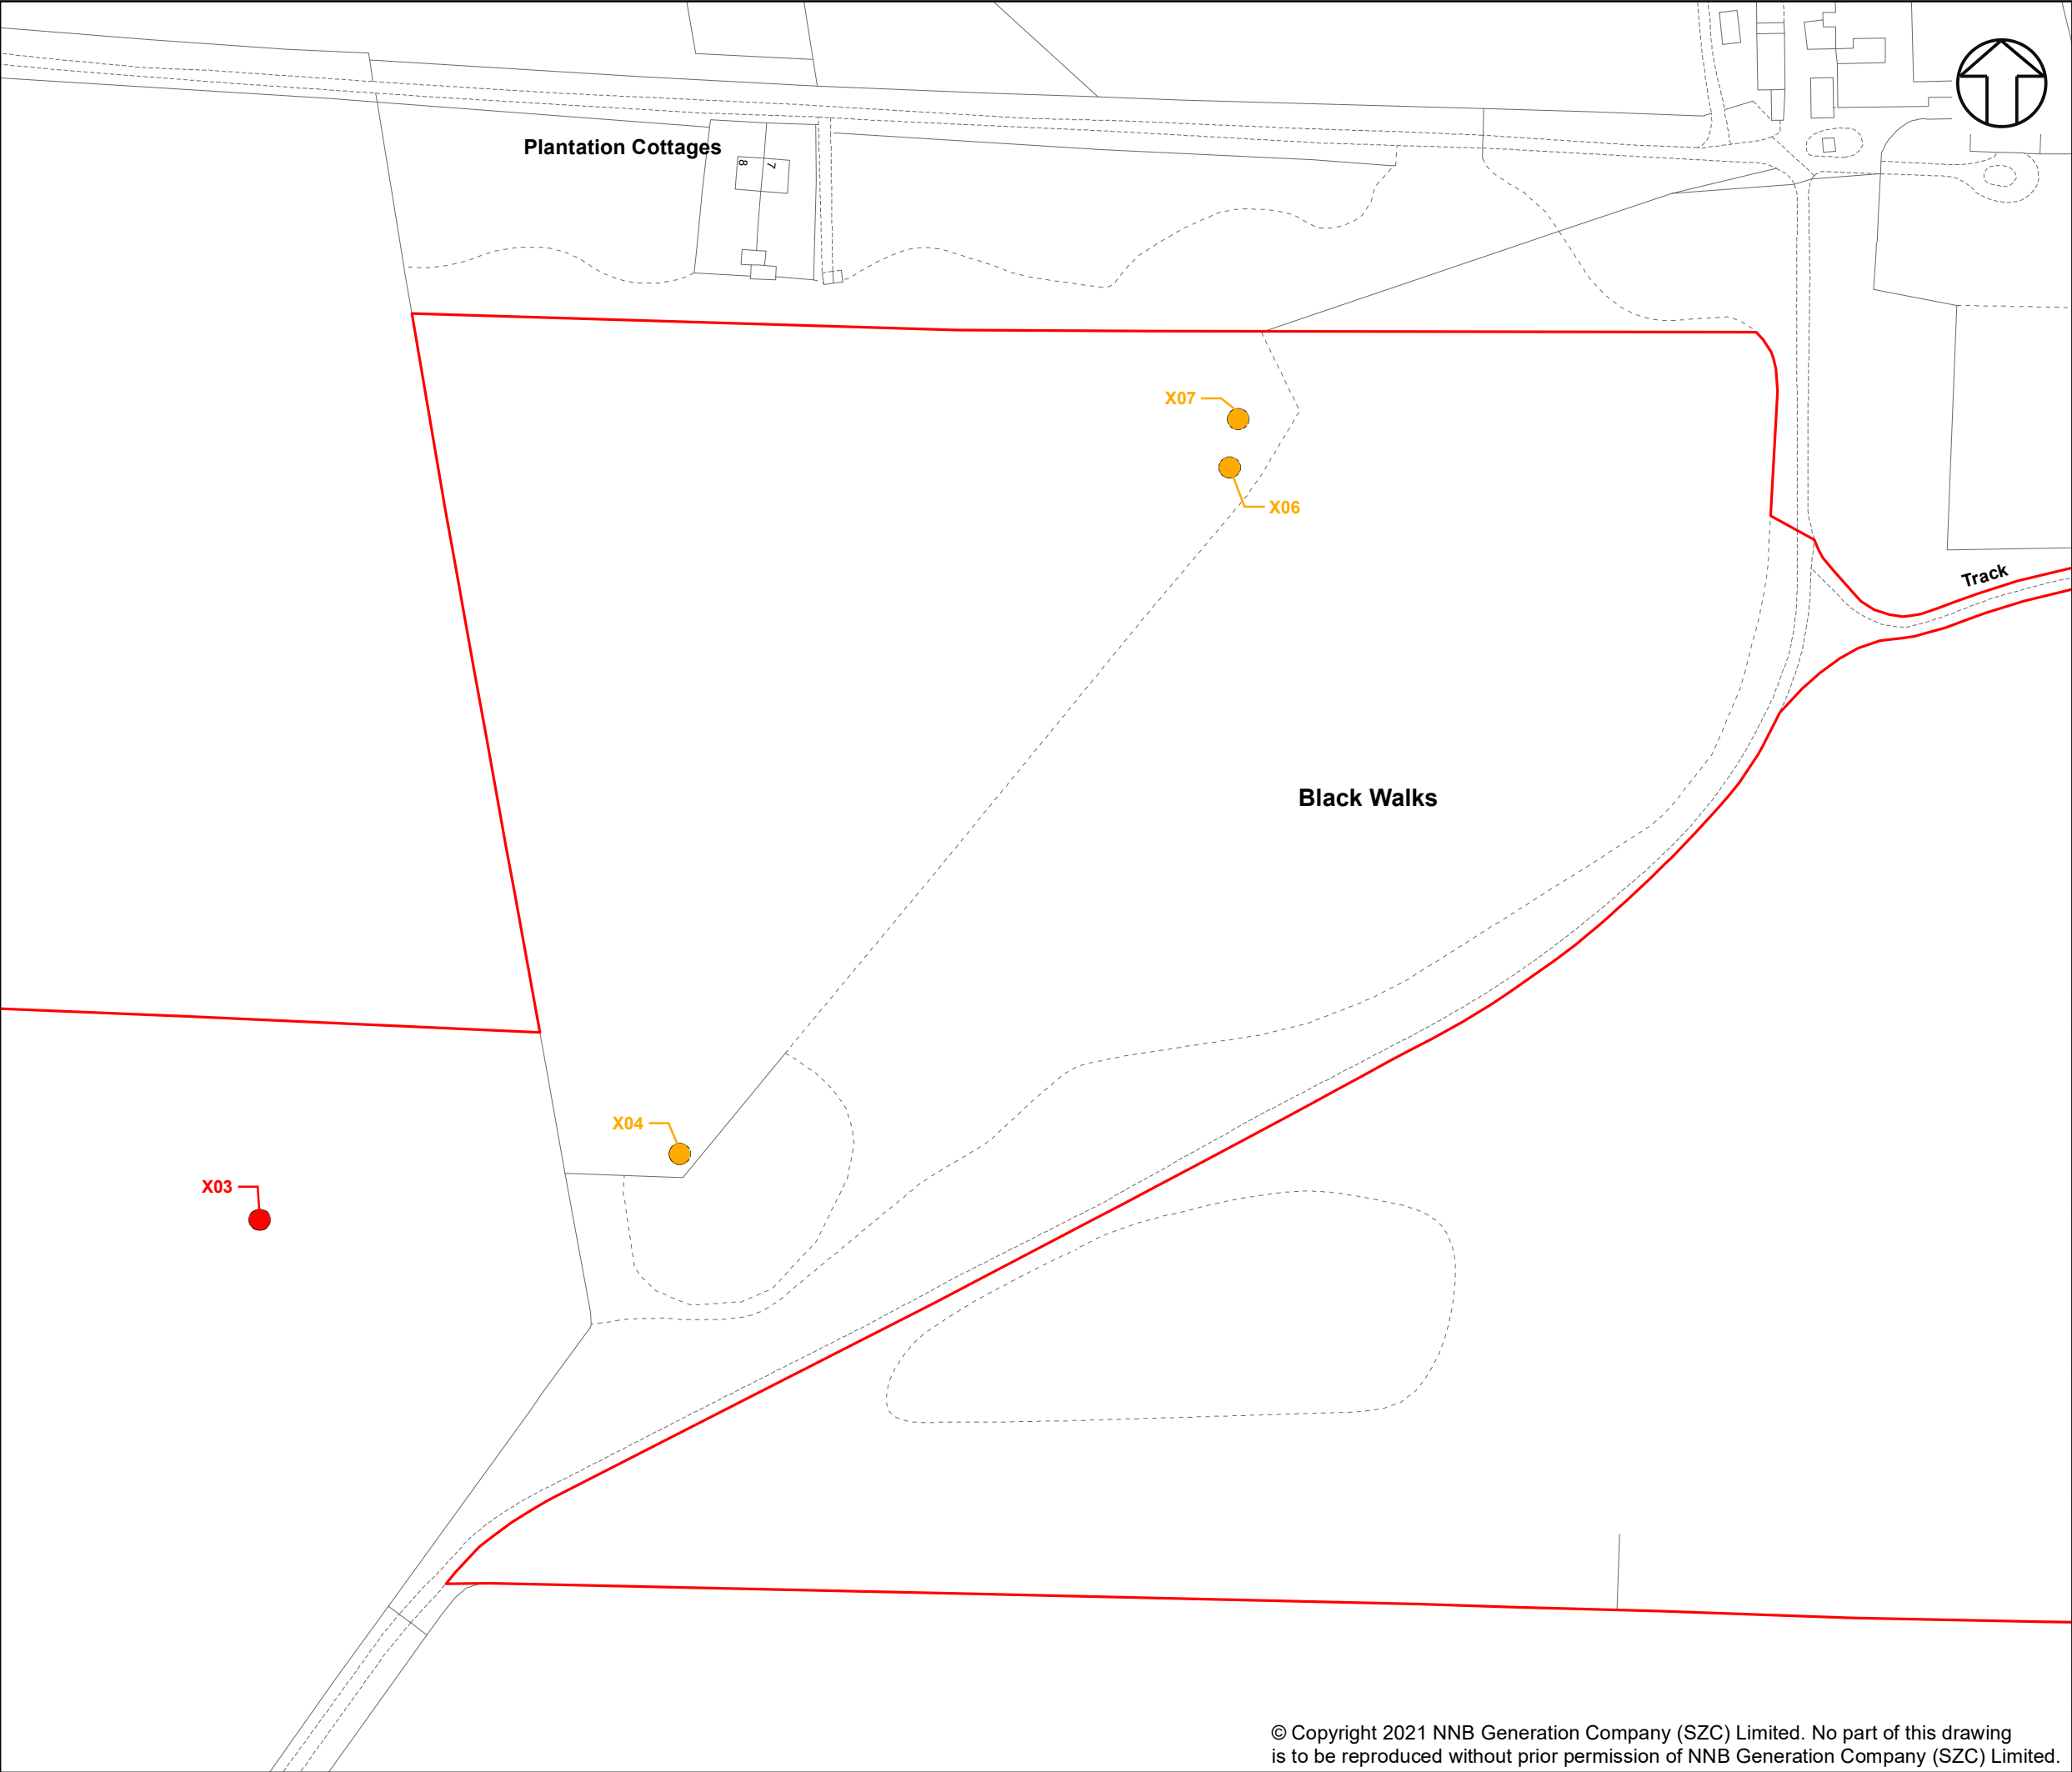 Plantation Cottages
8
7
X07
X06
Track
Black Walks
X04
X03
© Copyright 2021 NNB Generation Company (SZC) Limited. No part of this drawing
is to be reproduced without prior permission of NNB Generation Company (SZC) Limited.